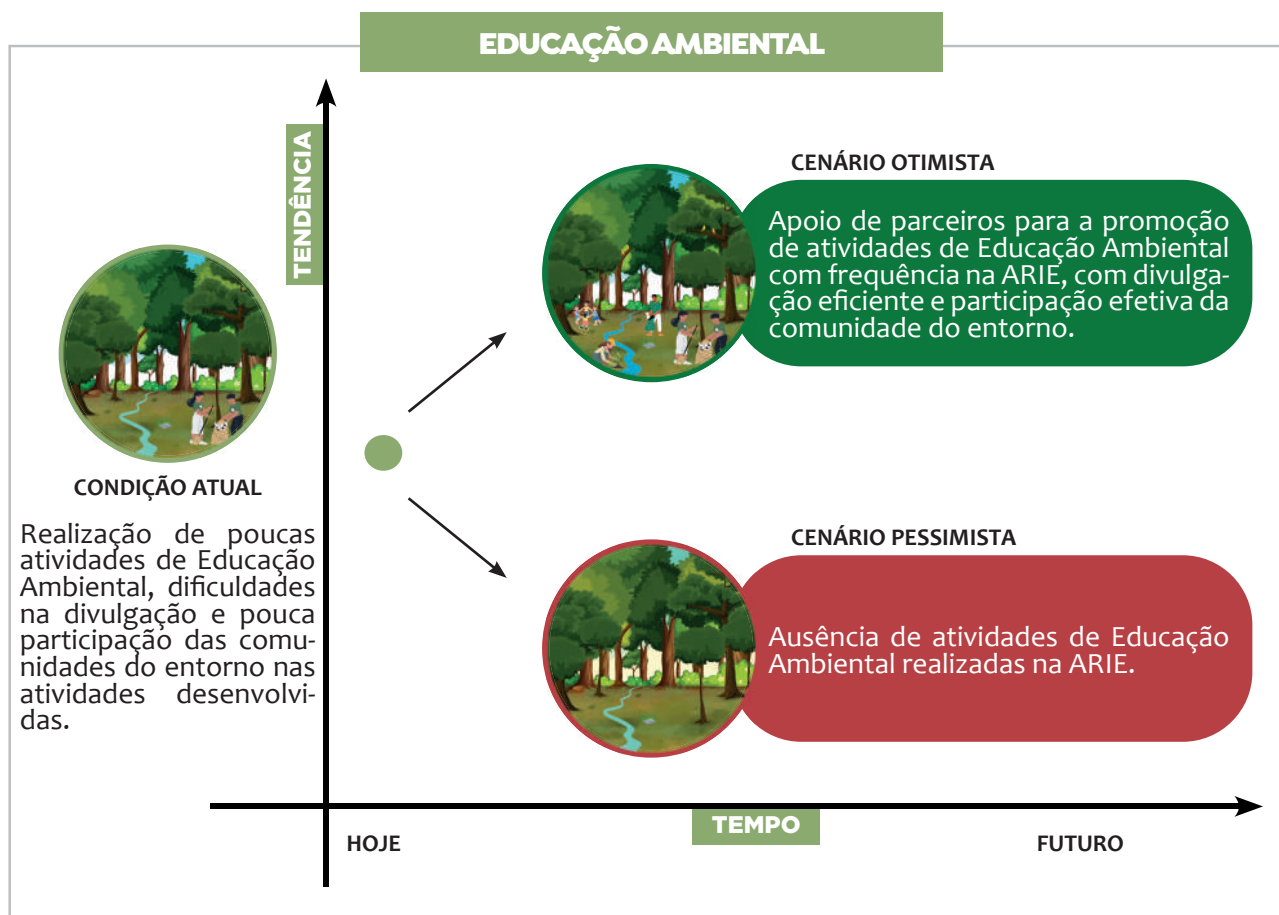 EDUCAÇÃO AMBIENTAL
TENDÊNCIA
CONDIÇÃO ATUAL
Realização de poucas
atividades de Educação
Ambiental, dificuldades
na divulgação e pouca
participação das comu-
nidades do entorno nas
atividades desenvolvi-
das.
CENÁRIO OTIMISTA
Apoio de parceiros para a promoção
de atividades de Educação Ambiental
com frequência na ARIE, com divulga-
ção eficiente e participação efetiva da
comunidade do entorno.
CENÁRIO PESSIMISTA
Ausência de atividades de Educação
Ambiental realizadas na ARIE.
HOJE
TEMPO
FUTURO